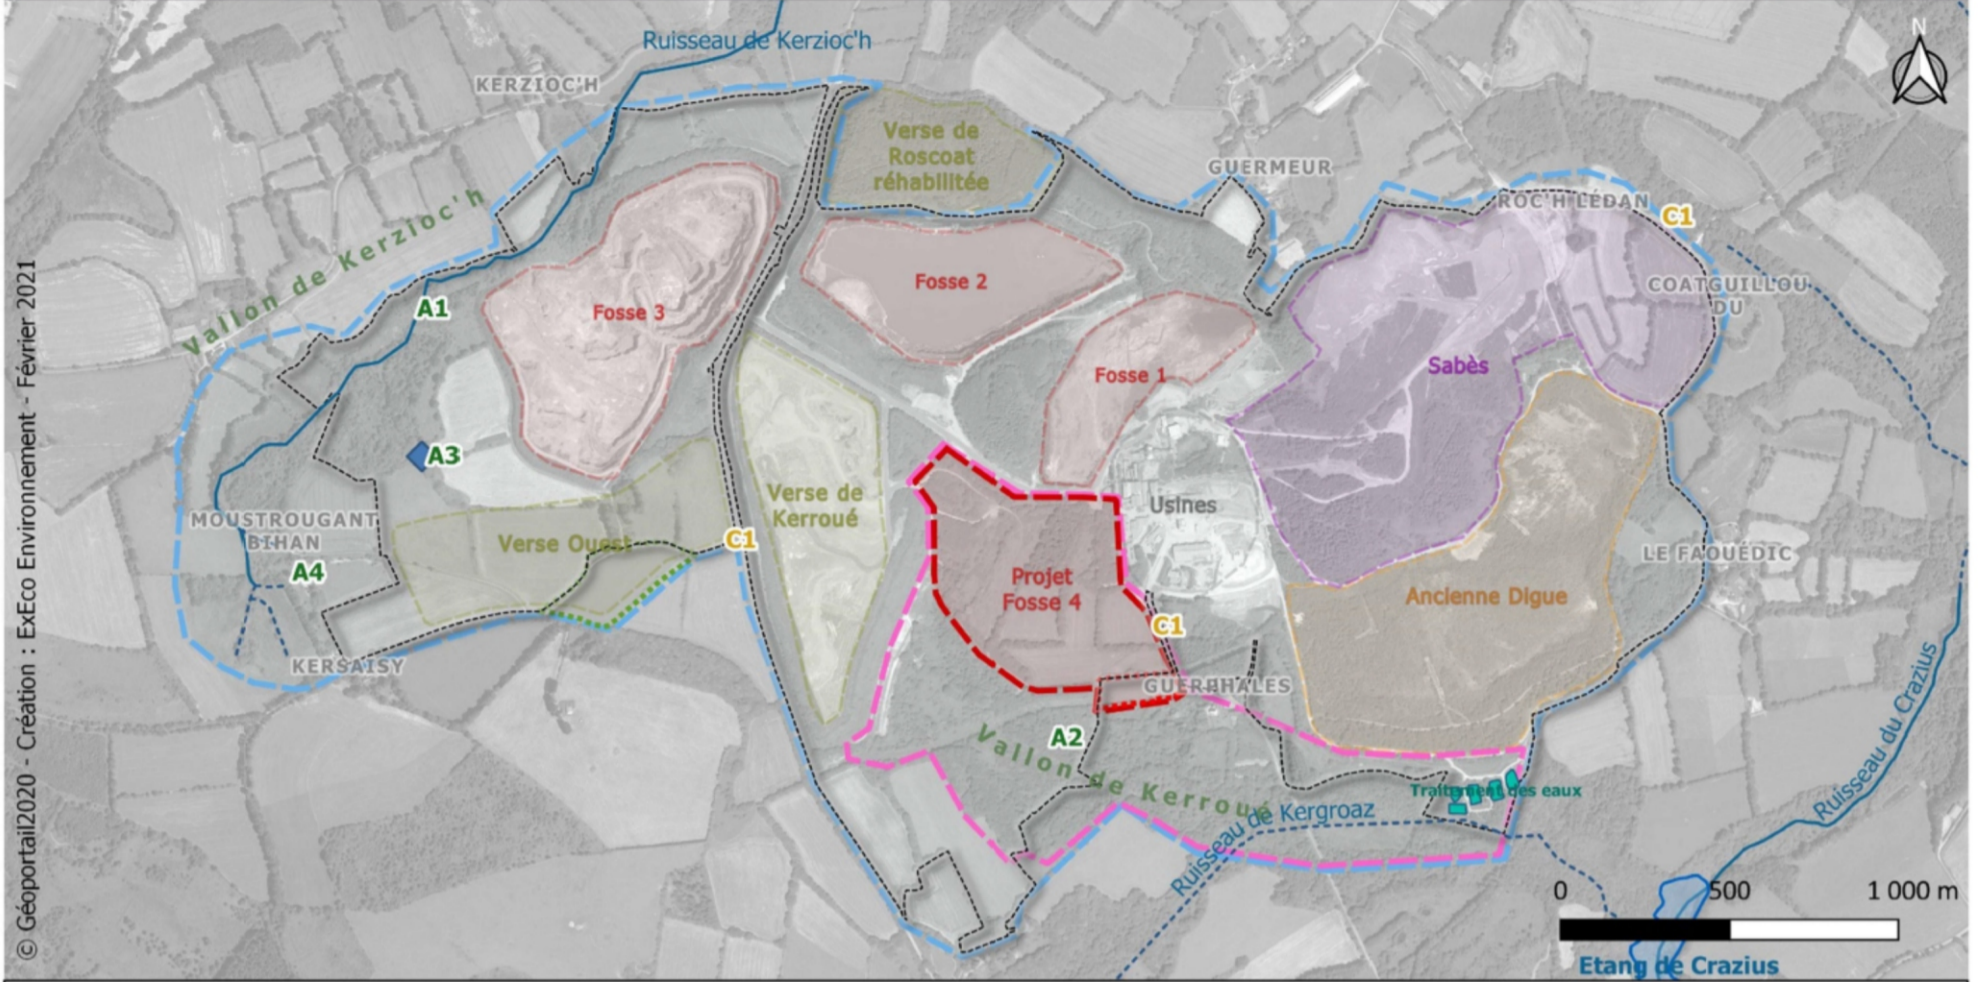 N
Ruisseau de Kerzioc'h
KERZIOC'H
Verse de
Roscoat
réhabilitée
GUERMEUR
ROC'H LÉDAN
C1
Vallon de Kerzioc'h
COATGUILLOU
DU
A1
Fosse 3
Fosse 2
Fosse 1
Sabès
A3
Verse de
Kerroué
Usines
MOUSTROUGANT
BIHAN
Verse Ouest
C1
LE FAOUÉDIC
A4
Projet
Fosse 4
Ancienne Digue
C1
KERSAISY
GUERPHALES
A2
Vallon de Kerroué
Traitement des eaux
Ruisseau de Kergroaz
Ruisseau du Crazius
0 500 1 000 m
Etang de Crazius
© Géoportail2020 - Création : ExEco Environnement - Février 2021